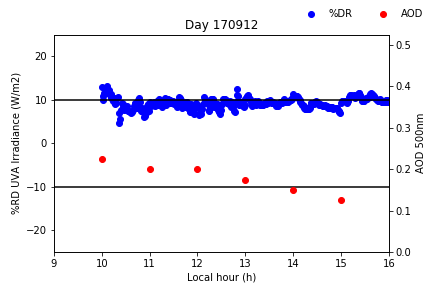 %DR AOD
Day 170912
%RD UVA Irradiance (W/m2)
20
10
0
−10
−20
0.5
0.4
0.3
0.2
0.1
0.0
AOD 500nm
9 10 11 12 13 14 15 16
Local hour (h)